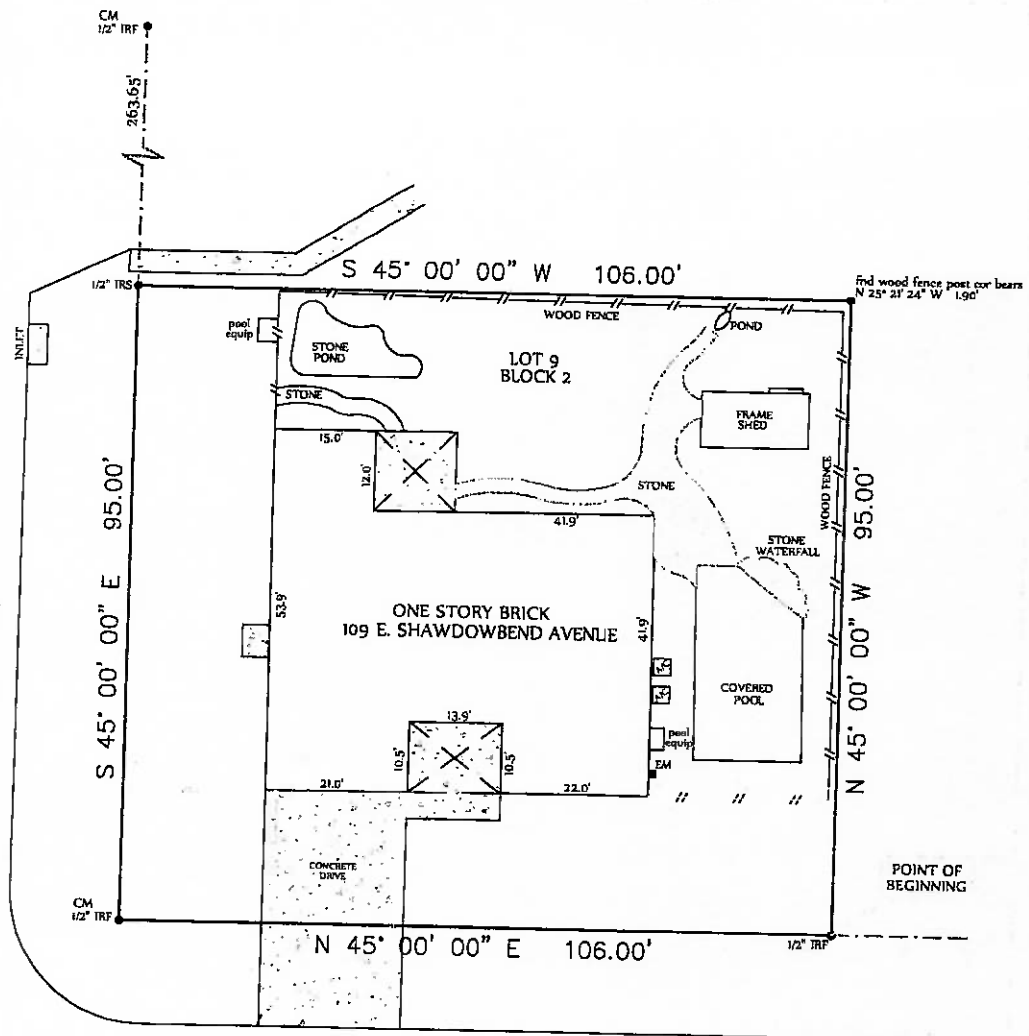 CM
1/2" IRF
263.65'
S 45° 00' 00" W 106.00'
1/2" IRS
fnd wood fence post cor bears
N 25° 21' 24" W 1.90'
WOOD FENCE
POND
INLET
pool
equip
STONE
POND
LOT 9
BLOCK 2
STONE
FRAME
SHED
15.0'
12.0'
41.9'
STONE
WOOD FENCE
95.00'
N 45° 00' 00" W
S 45° 00' 00" E 95.00'
STONE
WATERFALL
53.9'
ONE STORY BRICK
109 E. SHAWDOWBEND AVENUE
41.9'
COVERED
POOL
13.9'
10.5'
10.5'
pool
equip
EM
21.0'
22.0'
CONCRETE
DRIVE
POINT OF
BEGINNING
CM
1/2" IRF
N 45° 00' 00" E 106.00'
1/2" IRF